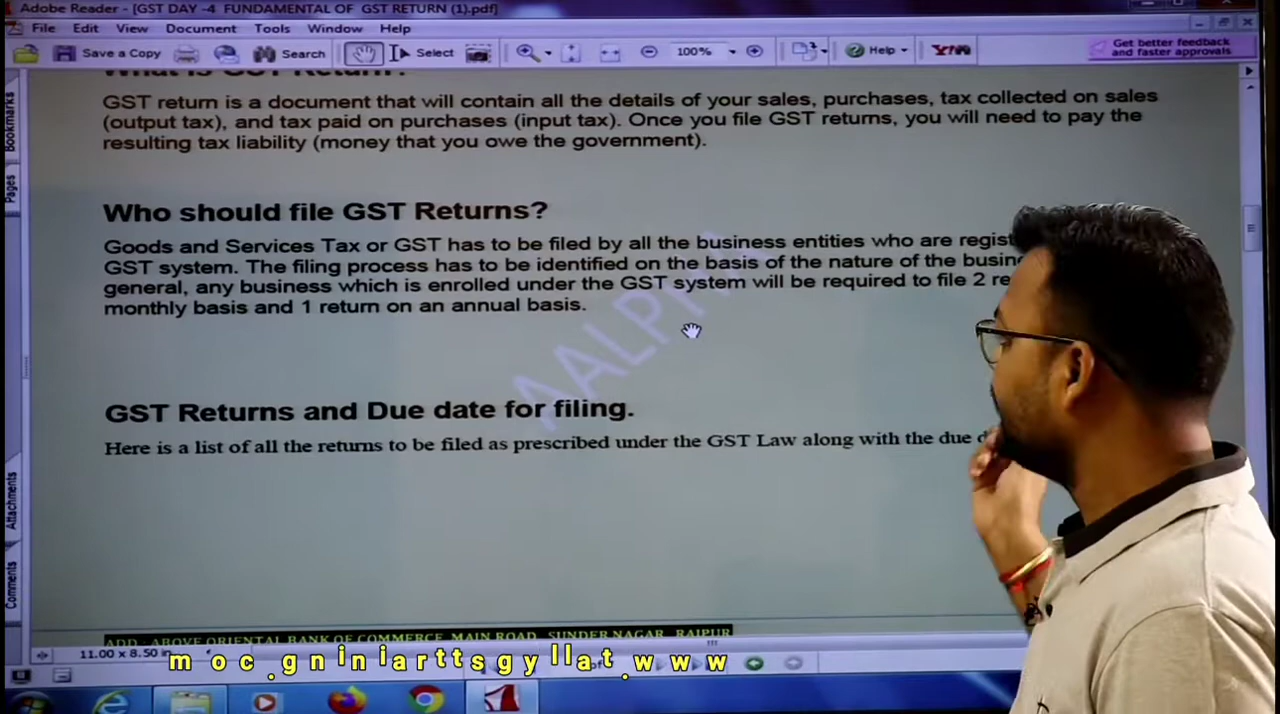 Adobe Reader - [GST DAY -4 FUNDAMENTAL OF GST RETURN (1).pdf]
File Edit View Document Tools Window Help
Save a Copy Search Select 100% Help Get better feedback
and faster approvals
What is GST Return?
GST return is a document that will contain all the details of your sales, purchases, tax collected on sales
(output tax), and tax paid on purchases (input tax). Once you file GST returns, you will need to pay the
resulting tax liability (money that you owe the government).
Who should file GST Returns?
Goods and Services Tax or GST has to be filed by all the business entities who are regist
GST system. The filing process has to be identified on the basis of the nature of the busin
general, any business which is enrolled under the GST system will be required to file 2 re
monthly basis and 1 return on an annual basis.
AALPHA
GST Returns and Due date for filing.
Here is a list of all the returns to be filed as prescribed under the GST Law along with the due d
ADD : ABOVE ORIENTAL BANK OF COMMERCE, MAIN ROAD, SUNDER NAGAR, RAIPUR
11.00 x 8.50 in
moc.gniniarttsgyllat.www
Bookmarks
Pages
Attachments
Comments